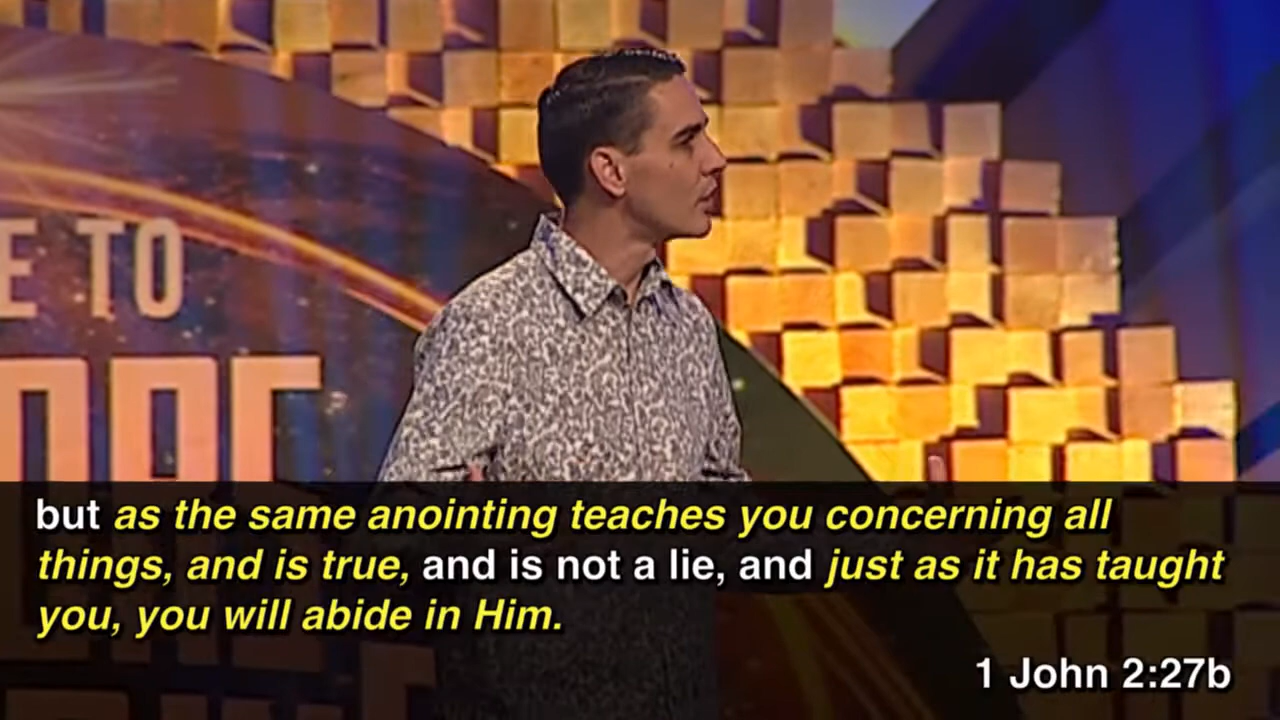 E TO
but as the same anointing teaches you concerning all
things, and is true, and is not a lie, and just as it has taught
you, you will abide in Him.
1 John 2:27b